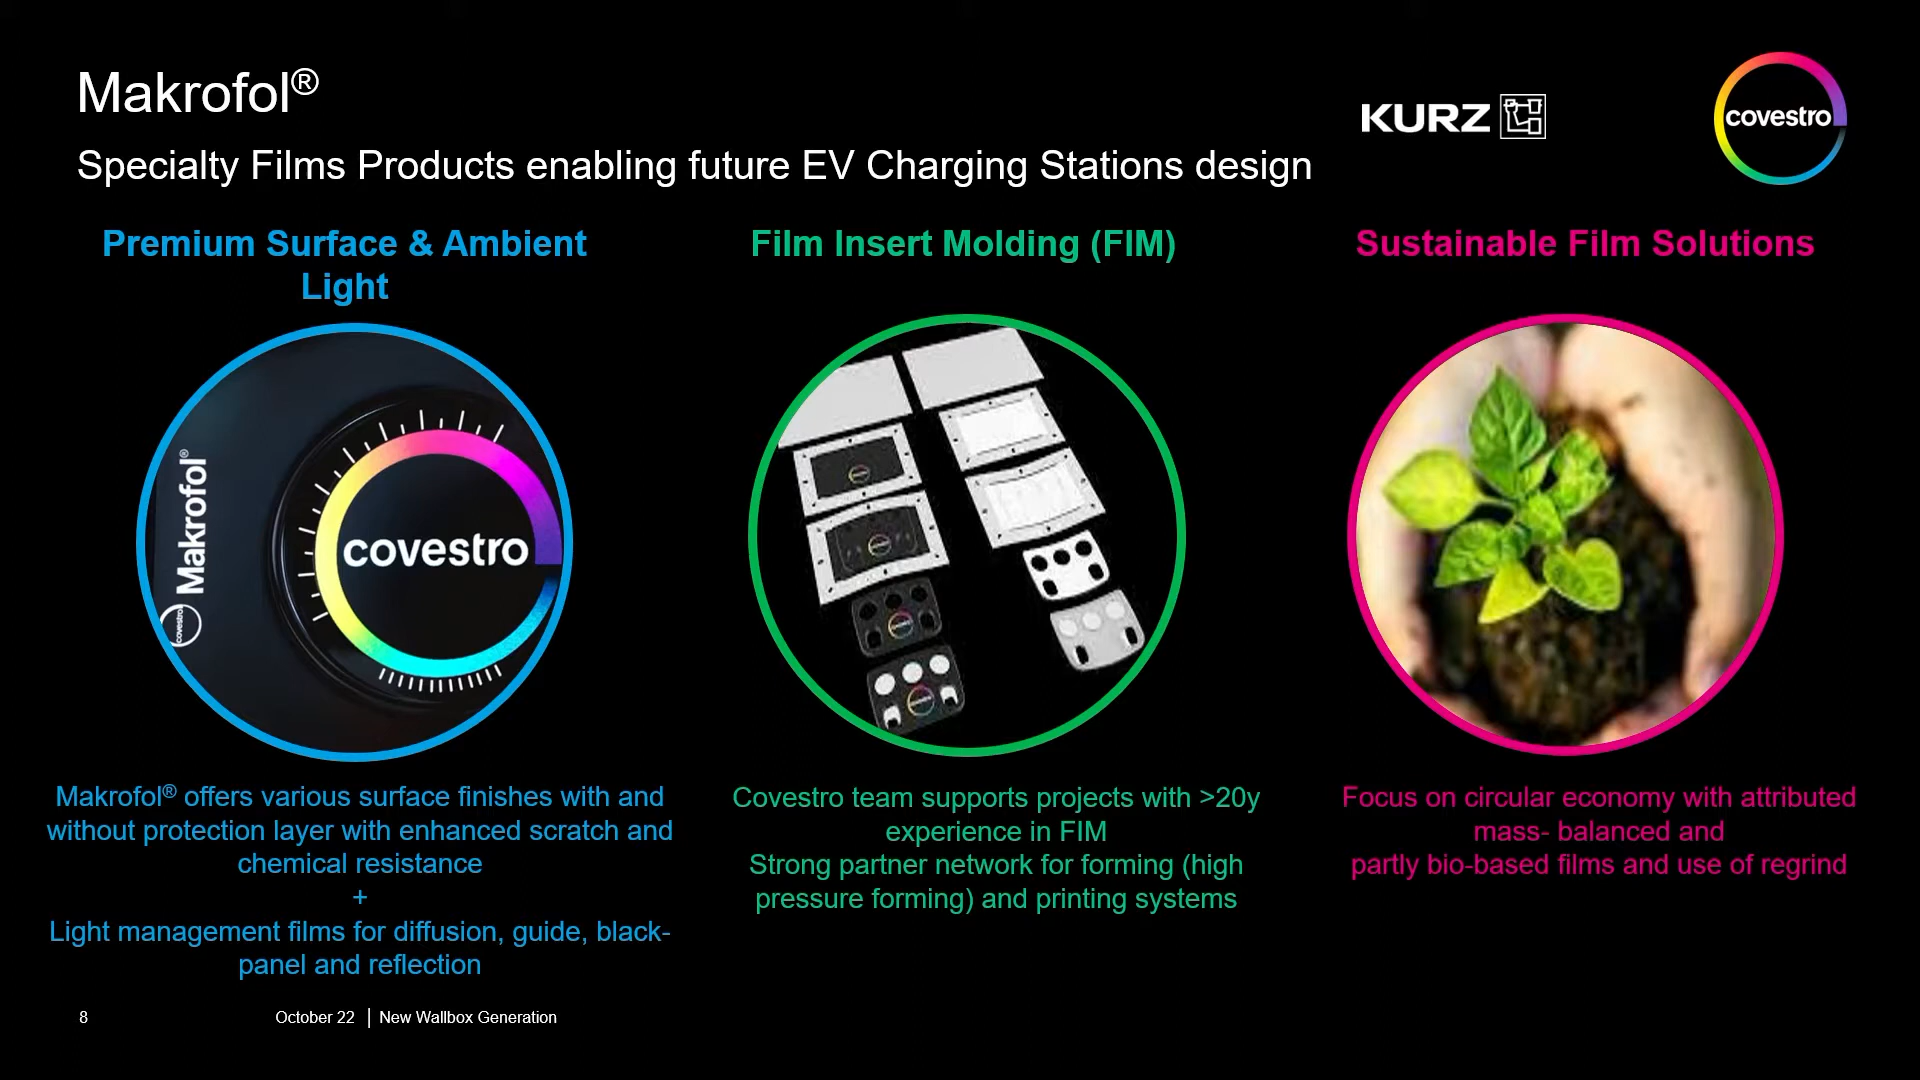 Makrofol®
Specialty Films Products enabling future EV Charging Stations design
KURZ
covestro
Premium Surface & Ambient
Light
Makrofol®
covestro
covestro
Makrofol® offers various surface finishes with and
without protection layer with enhanced scratch and
chemical resistance
+
Light management films for diffusion, guide, black-
panel and reflection
Film Insert Molding (FIM)
Covestro team supports projects with >20y
experience in FIM
Strong partner network for forming (high
pressure forming) and printing systems
Sustainable Film Solutions
Focus on circular economy with attributed
mass- balanced and
partly bio-based films and use of regrind
8
October 22 | New Wallbox Generation